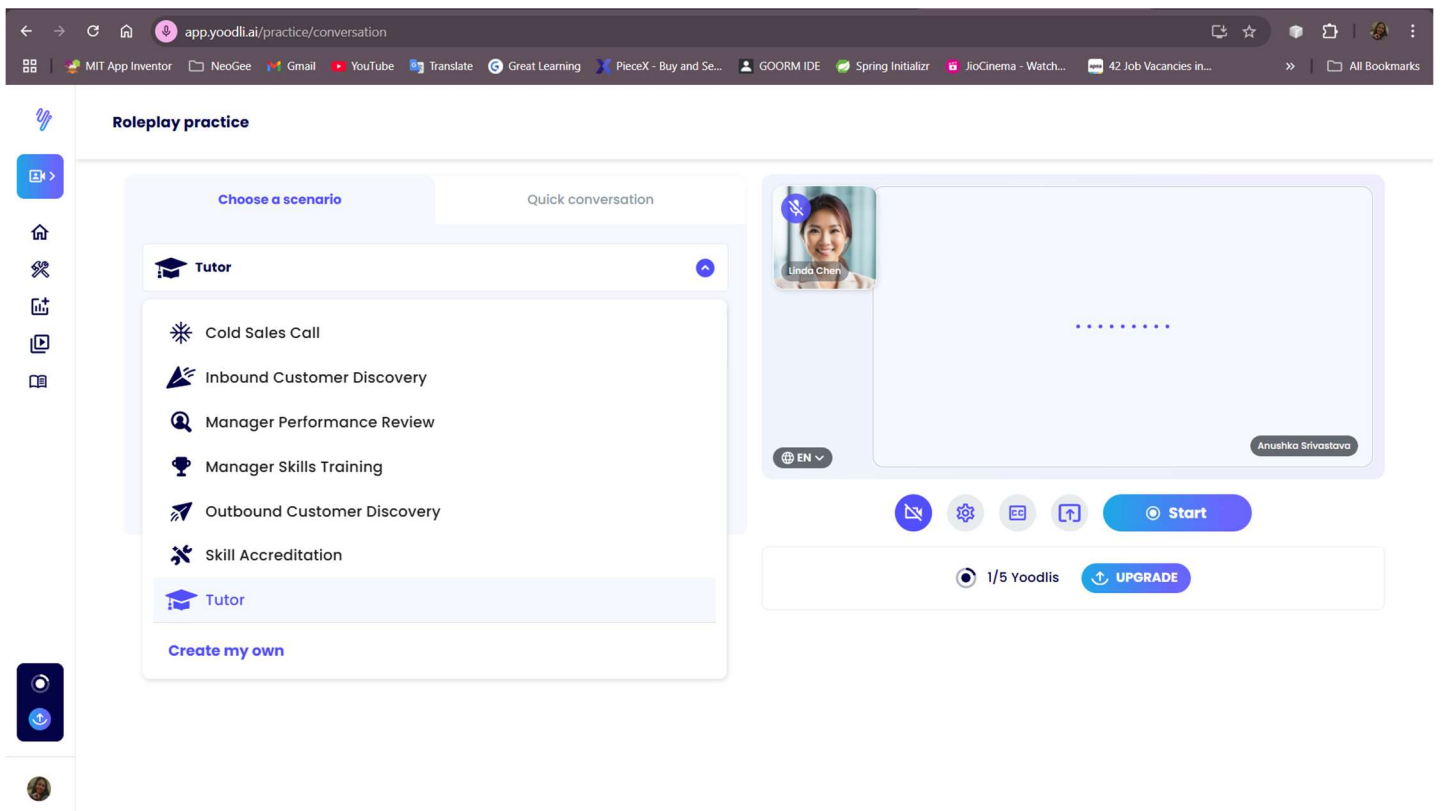 app.yoodli.ai/practice/conversation
MIT App Inventor NeoGee Gmail YouTube Translate Great Learning PieceX - Buy and Se... GOORM IDE Spring Initializr JioCinema - Watch... 42 Job Vacancies in... » All Bookmarks
Roleplay practice
Choose a scenario Quick conversation
Tutor
Cold Sales Call
Inbound Customer Discovery
Manager Performance Review
Manager Skills Training
Outbound Customer Discovery
Skill Accreditation
Tutor
Create my own
Linda Chen
Anushka Srivastava
EN
CC
Start
1/5 Yoodlis UPGRADE